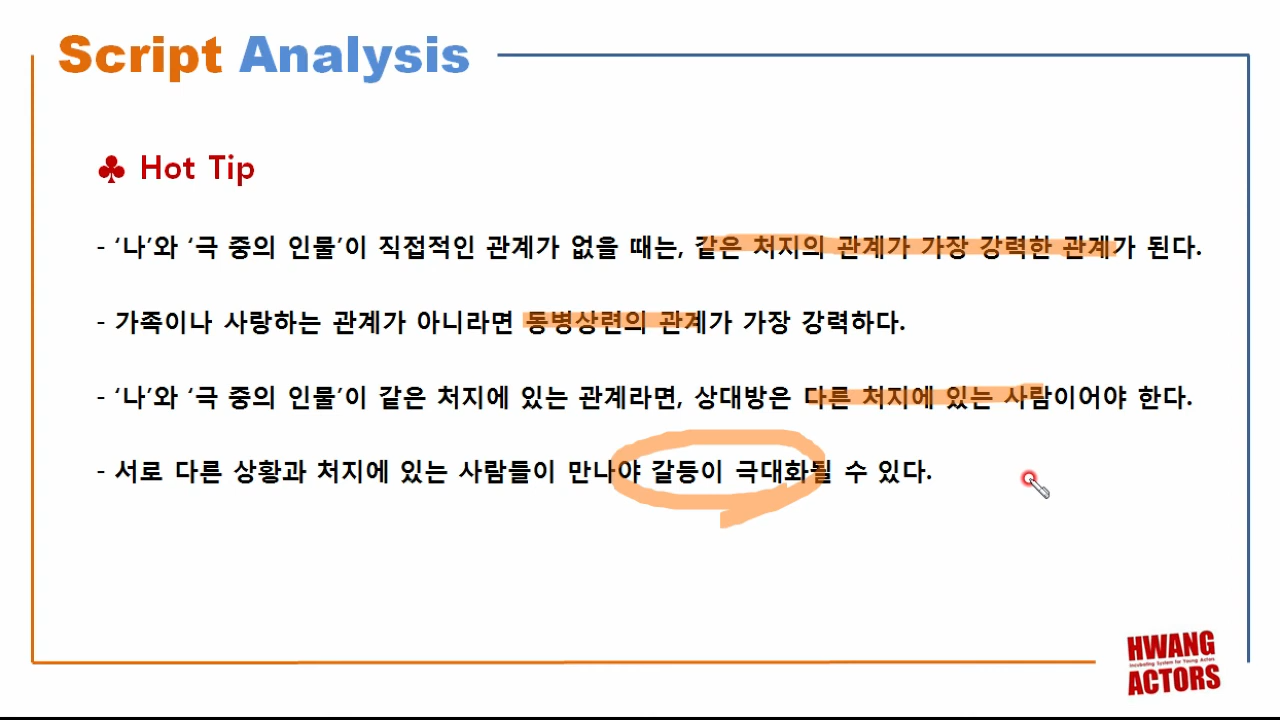 Script Analysis
♣ Hot Tip
- ‘나’와 ‘극 중의 인물’이 직접적인 관계가 없을 때는, 같은 처지의 관계가 가장 강력한 관계가 된다.
- 가족이나 사랑하는 관계가 아니라면 동병상련의 관계가 가장 강력하다.
- ‘나’와 ‘극 중의 인물’이 같은 처지에 있는 관계라면, 상대방은 다른 처지에 있는 사람이어야 한다.
- 서로 다른 상황과 처지에 있는 사람들이 만나야 갈등이 극대화될 수 있다.
HWANG
Incubating System for Young Actors
ACTORS